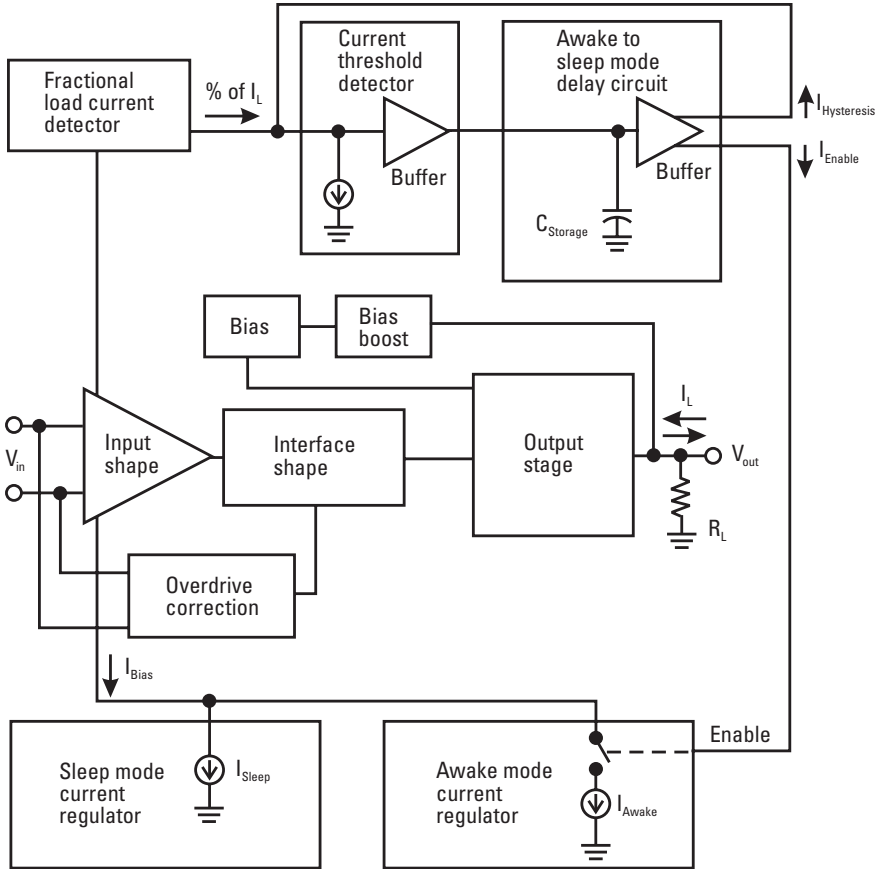 Fractional
load current
detector
% of I_L
Current
threshold
detector
Buffer
Awake to
sleep mode
delay circuit
Buffer
C_Storage
I_Hysteresis
I_Enable
Bias
Bias
boost
V_in
Input
shape
Interface
shape
Output
stage
I_L
V_out
R_L
Overdrive
correction
I_Bias
Sleep mode
current
regulator
I_Sleep
Awake mode
current
regulator
I_Awake
Enable